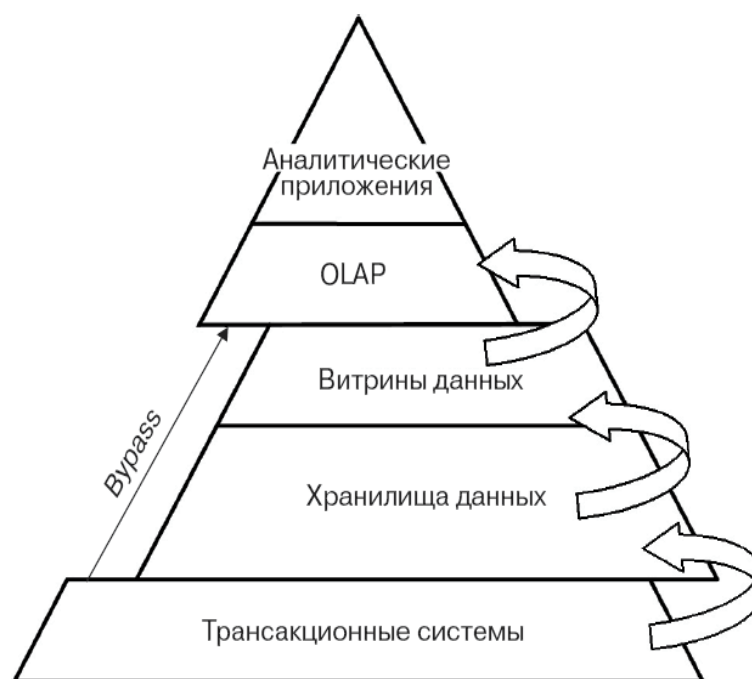 Аналитические
приложения
OLAP
Витрины данных
Bypass
Хранилища данных
Трансакционные системы